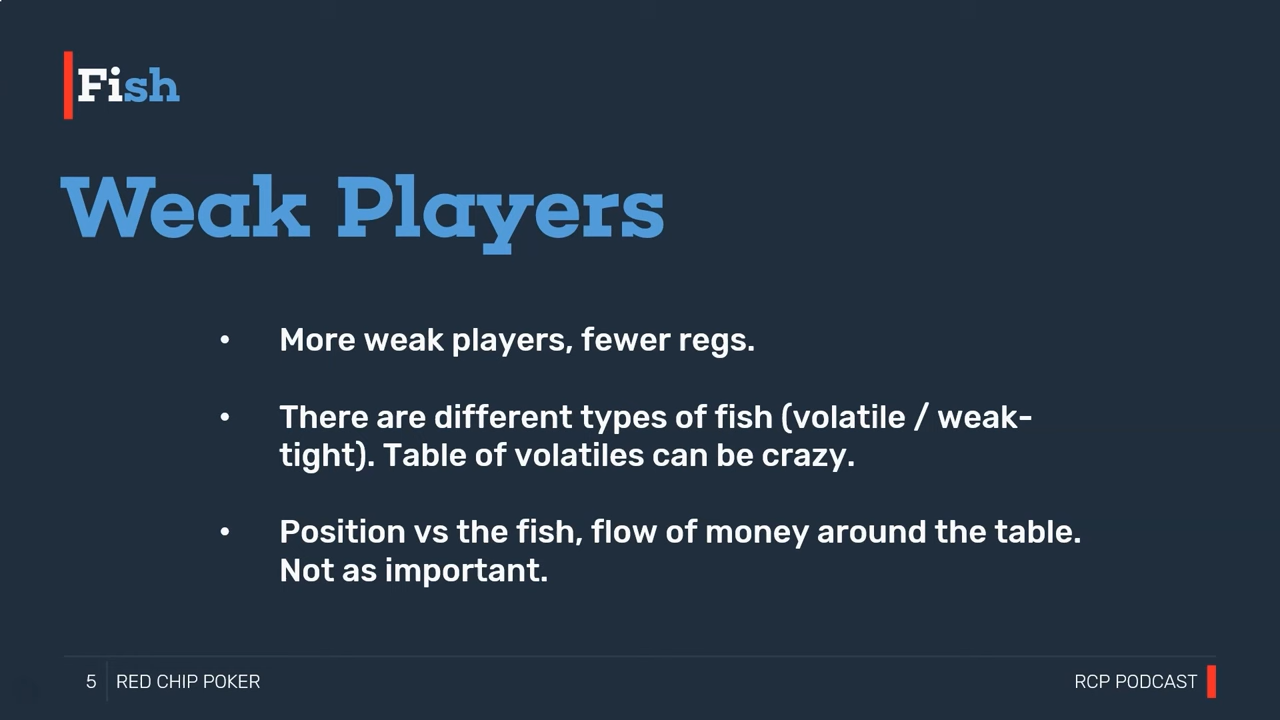 Fish
Weak Players
• More weak players, fewer regs.
• There are different types of fish (volatile / weak-
tight). Table of volatiles can be crazy.
• Position vs the fish, flow of money around the table.
Not as important.
5 RED CHIP POKER
RCP PODCAST